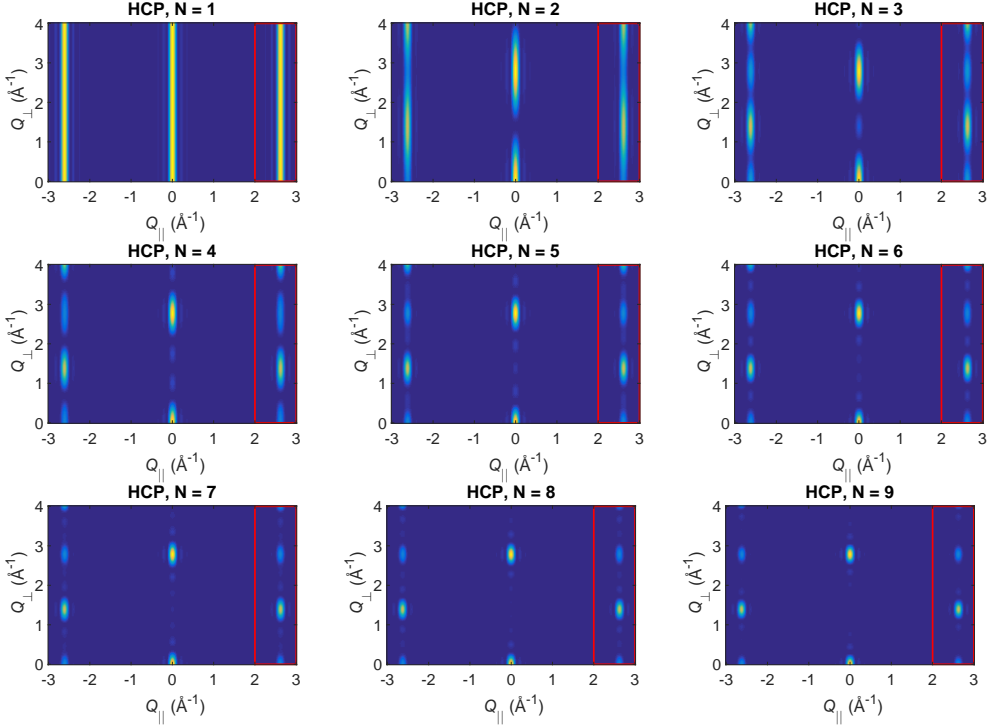 HCP, N = 1
4
3
2
1
0
Q⊥ (Å-1)
-3 -2 -1 0 1 2 3
Q|| (Å-1)
HCP, N = 2
4
3
2
1
0
Q⊥ (Å-1)
-3 -2 -1 0 1 2 3
Q|| (Å-1)
HCP, N = 3
4
3
2
1
0
Q⊥ (Å-1)
-3 -2 -1 0 1 2 3
Q|| (Å-1)
HCP, N = 4
4
3
2
1
0
Q⊥ (Å-1)
-3 -2 -1 0 1 2 3
Q|| (Å-1)
HCP, N = 5
4
3
2
1
0
Q⊥ (Å-1)
-3 -2 -1 0 1 2 3
Q|| (Å-1)
HCP, N = 6
4
3
2
1
0
Q⊥ (Å-1)
-3 -2 -1 0 1 2 3
Q|| (Å-1)
HCP, N = 7
4
3
2
1
0
Q⊥ (Å-1)
-3 -2 -1 0 1 2 3
Q|| (Å-1)
HCP, N = 8
4
3
2
1
0
Q⊥ (Å-1)
-3 -2 -1 0 1 2 3
Q|| (Å-1)
HCP, N = 9
4
3
2
1
0
Q⊥ (Å-1)
-3 -2 -1 0 1 2 3
Q|| (Å-1)